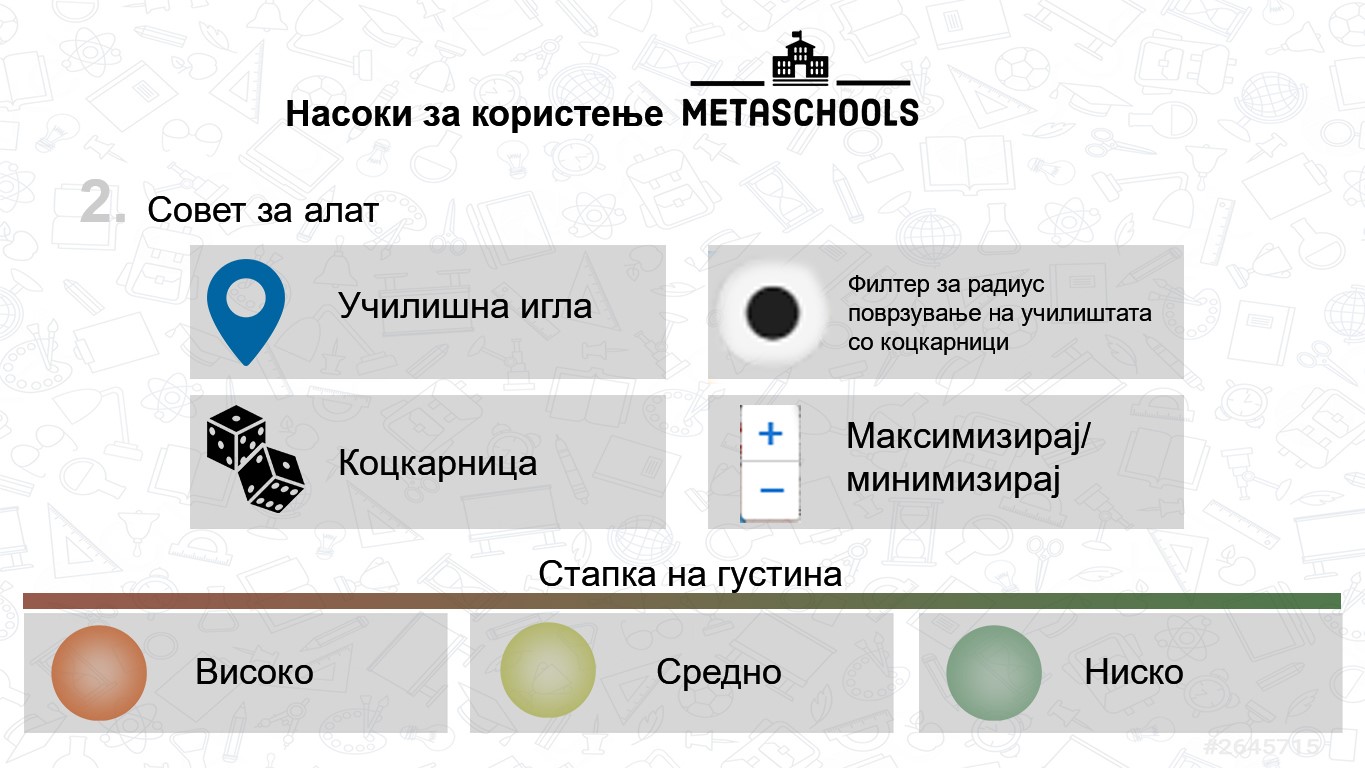 Насоки за користење METASCHOOLS
2. Совет за алат
Училишна игла
Филтер за радиус
поврзување на училиштата
со коцкарници
Коцкарница
Максимизирај/
минимизирај
Стапка на густина
Високо
Средно
Ниско
#2645715